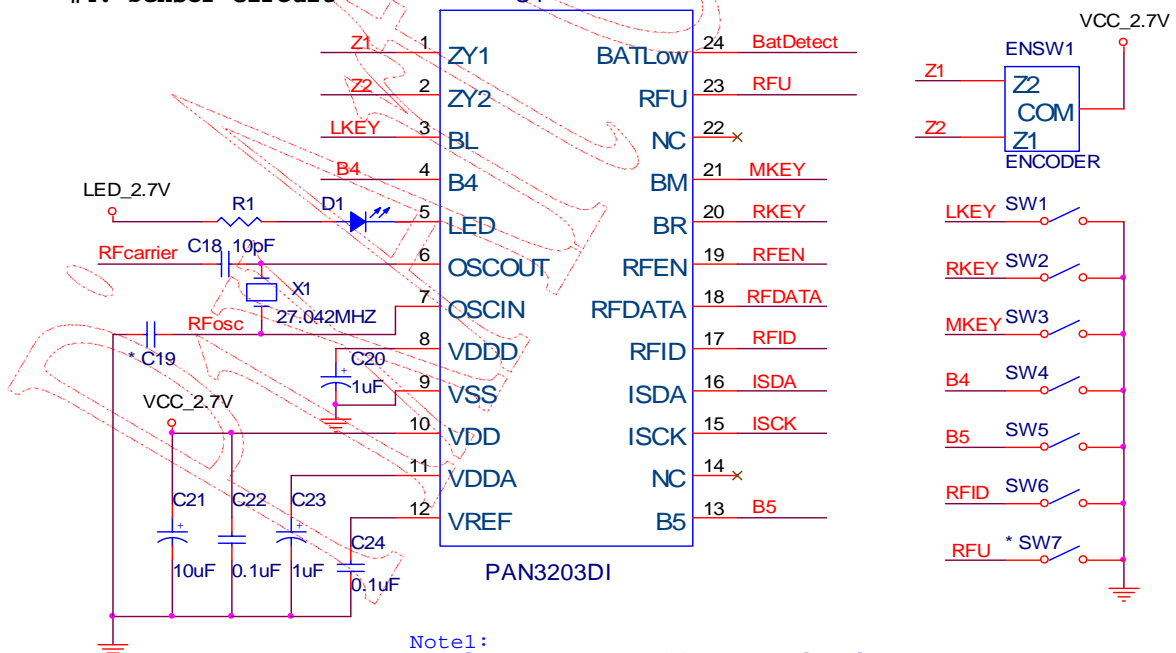 VCC_2.7V
Z1 1 ZY1 BATLow 24 BatDetect
ENSW1
Z1 Z2
COM
Z2 Z1
ENCODER
Z2 2 ZY2 RFU 23 RFU
LKEY 3 BL NC 22
B4 4 B4 BM 21 MKEY
LED_2.7V R1 D1 5 LED BR 20 RKEY
RFcarrier C18 10pF 6 OSCOUT RFEN 19 RFEN
X1 7 OSCIN RFDATA 18 RFDATA
RFosc 27.042MHZ
* C19
8 VDDD RFID 17 RFID
C20
1uF
9 VSS ISDA 16 ISDA
VCC_2.7V
10 VDD ISCK 15 ISCK
11 VDDA NC 14
12 VREF B5 13 B5
C21 C22 C23 C24
10uF 0.1uF 1uF 0.1uF
PAN3203DI
LKEY SW1
RKEY SW2
MKEY SW3
B4 SW4
B5 SW5
RFID SW6
RFU * SW7
Note1: